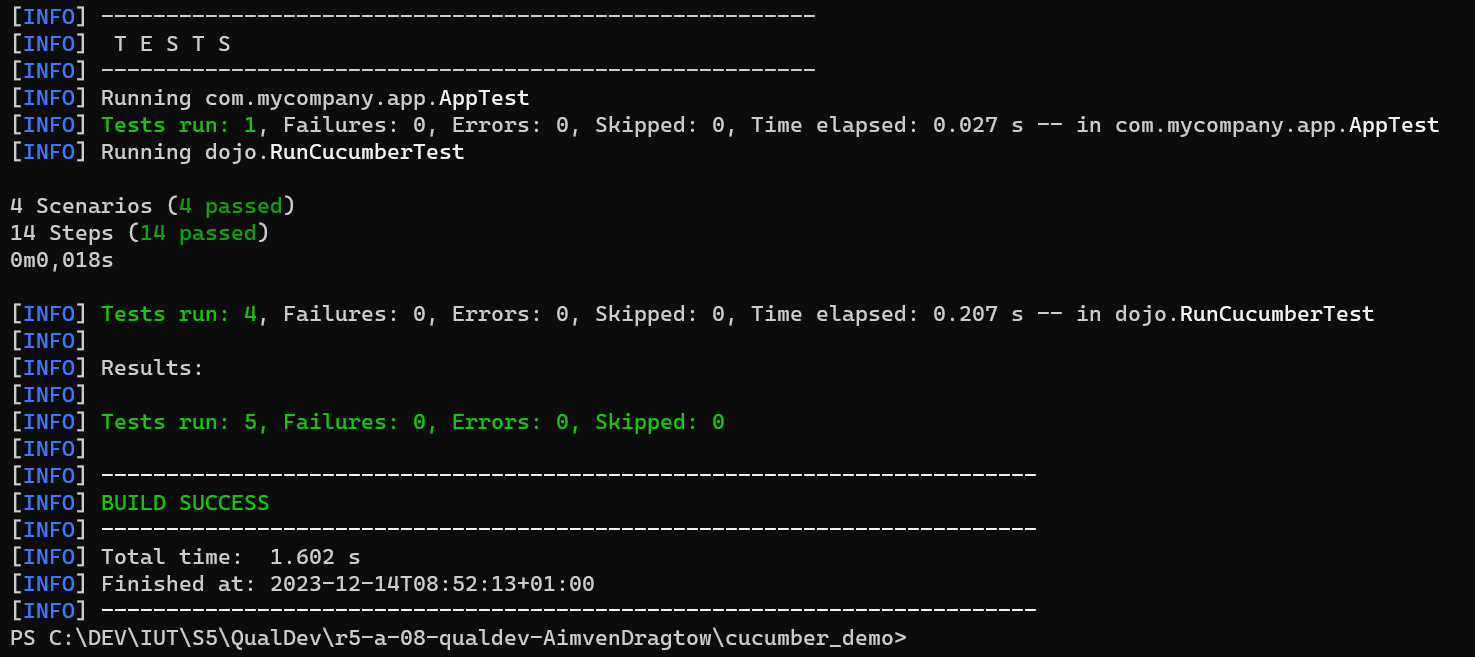 [INFO] -------------------------------------------------------
[INFO]  T E S T S
[INFO] -------------------------------------------------------
[INFO] Running com.mycompany.app.AppTest
[INFO] Tests run: 1, Failures: 0, Errors: 0, Skipped: 0, Time elapsed: 0.027 s -- in com.mycompany.app.AppTest
[INFO] Running dojo.RunCucumberTest

4 Scenarios (4 passed)
14 Steps (14 passed)
0m0,018s

[INFO] Tests run: 4, Failures: 0, Errors: 0, Skipped: 0, Time elapsed: 0.207 s -- in dojo.RunCucumberTest
[INFO]
[INFO] Results:
[INFO]
[INFO] Tests run: 5, Failures: 0, Errors: 0, Skipped: 0
[INFO]
[INFO] ------------------------------------------------------------------------
[INFO] BUILD SUCCESS
[INFO] ------------------------------------------------------------------------
[INFO] Total time:  1.602 s
[INFO] Finished at: 2023-12-14T08:52:13+01:00
[INFO] ------------------------------------------------------------------------
PS C:\DEV\IUT\S5\QualDev\r5-a-08-qualdev-AimvenDragtow\cucumber_demo>